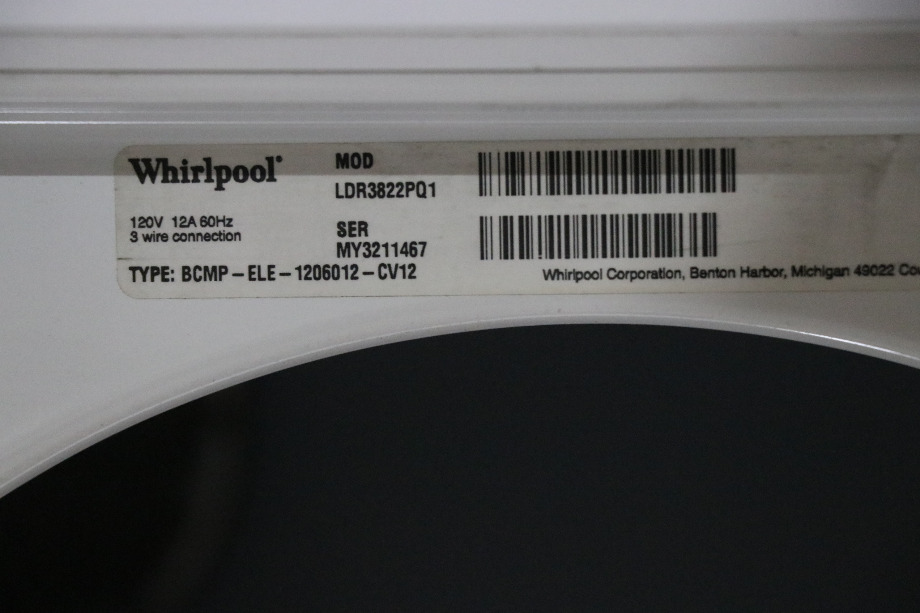 Whirlpool®
120V 12A 60Hz
3 wire connection
MOD
LDR3822PQ1
SER
MY3211467
TYPE: BCMP-ELE-1206012-CV12
Whirlpool Corporation, Benton Harbor, Michigan 49022